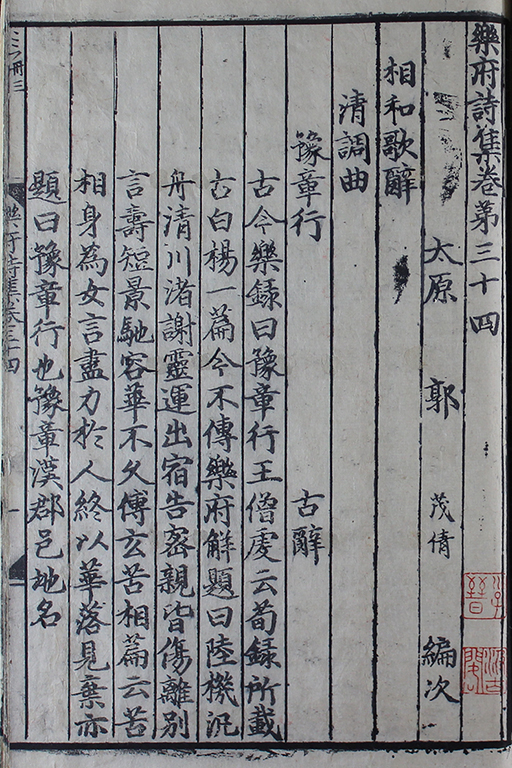 樂府詩集卷第三十四
太原 郭 茂倩 編次
相和歌辭
清調曲
豫章行 古辭
古今樂錄曰豫章行王僧虔云荀録所載
古白楊一篇今不傳樂府解題曰陸機汎
舟清川渚謝靈運出宿告密親皆傷離別
言壽短景馳容華不久傅玄苦相篇云苦
相身為女言盡力扵人終以華落見棄亦
題曰豫章行也豫章漢郡邑地名
樂府詩集卷三十四